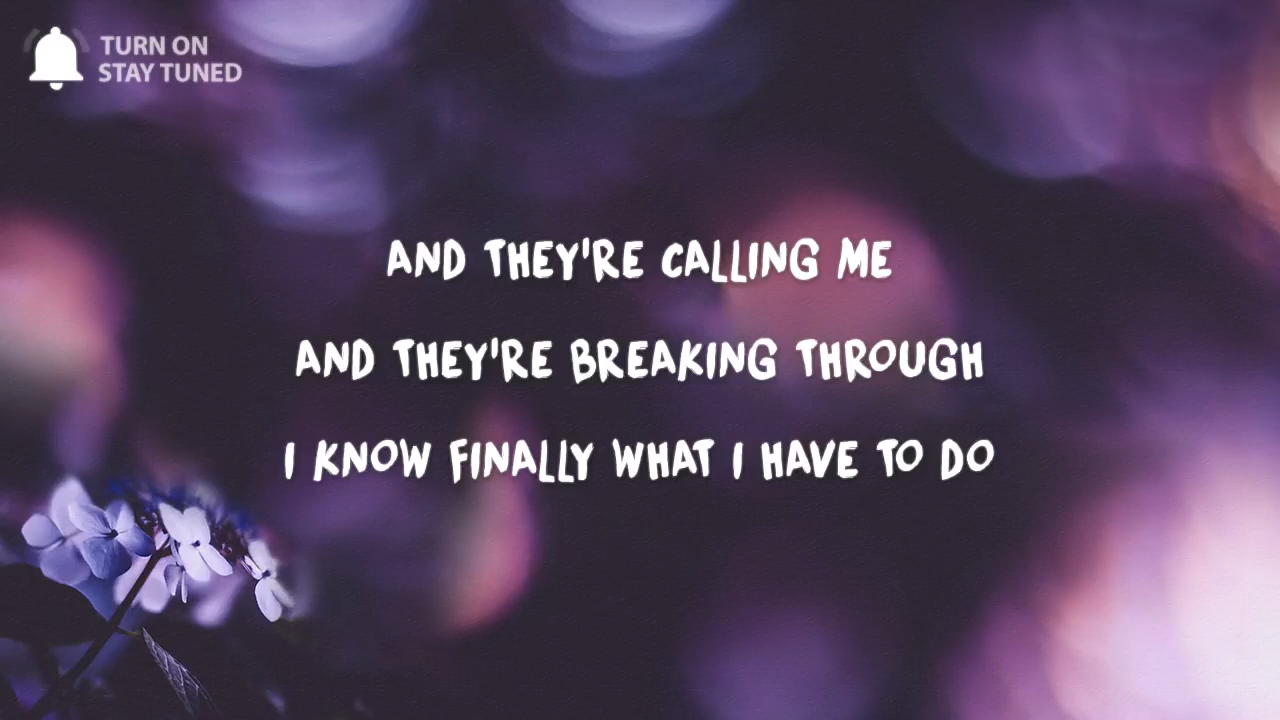 TURN ON
STAY TUNED
AND THEY'RE CALLING ME
AND THEY'RE BREAKING THROUGH
I KNOW FINALLY WHAT I HAVE TO DO